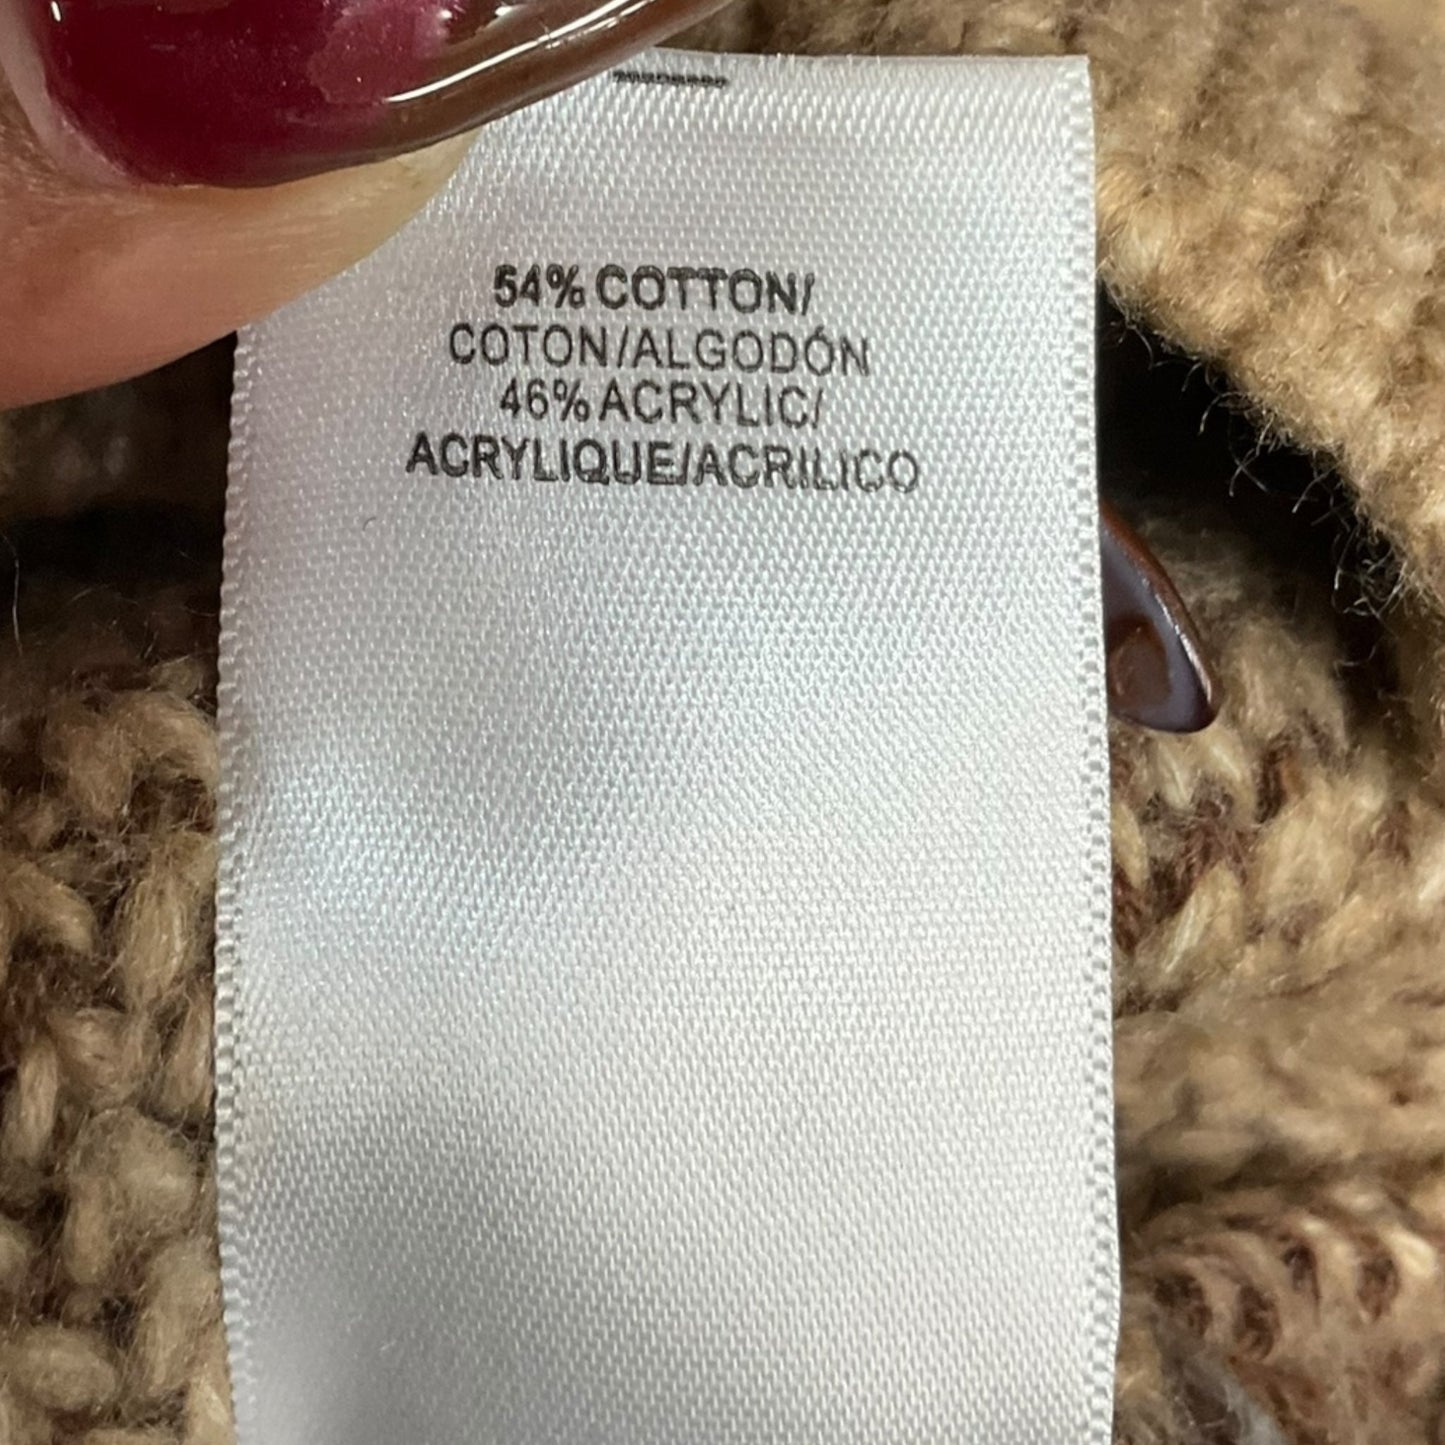 54% COTTON/
COTON/ALGODÓN
46% ACRYLIC/
ACRYLIQUE/ACRILICO